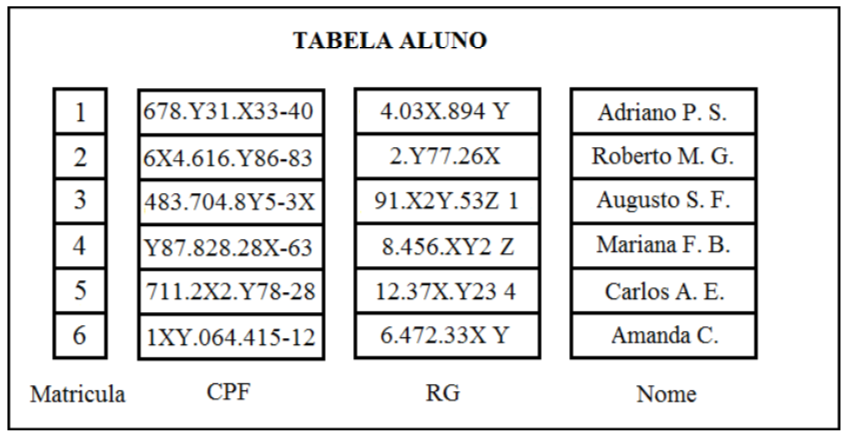 TABELA ALUNO
1 678.Y31.X33-40 4.03X.894 Y Adriano P. S.
2 6X4.616.Y86-83 2.Y77.26X Roberto M. G.
3 483.704.8Y5-3X 91.X2Y.53Z 1 Augusto S. F.
4 Y87.828.28X-63 8.456.XY2 Z Mariana F. B.
5 711.2X2.Y78-28 12.37X.Y23 4 Carlos A. E.
6 1XY.064.415-12 6.472.33X Y Amanda C.
Matricula CPF RG Nome